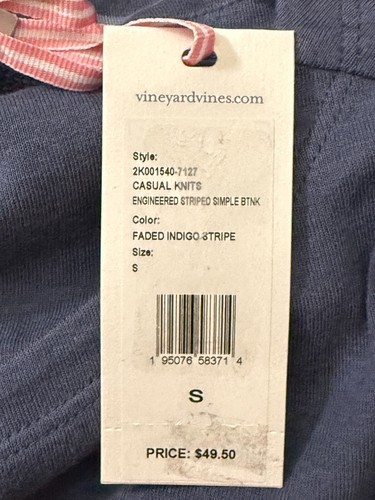 vineyardvines.com
Style:
2K001540-7127
CASUAL KNITS
ENGINEERED STRIPED SIMPLE BTNK
Color:
FADED INDIGO STRIPE
Size:
S
1 95076 58371 4
S
PRICE: $49.50